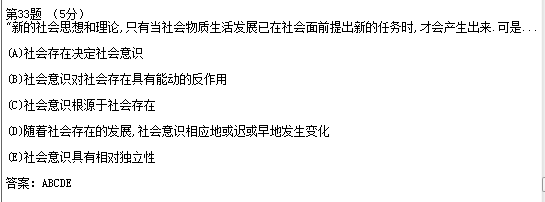 第33题 (5分)
"新的社会思想和理论,只有当社会物质生活发展已在社会面前提出新的任务时,才会产生出来.可是...
(A)社会存在决定社会意识
(B)社会意识对社会存在具有能动的反作用
(C)社会意识根源于社会存在
(D)随着社会存在的发展,社会意识相应地或迟或早地发生变化
(E)社会意识具有相对独立性
答案: ABCDE